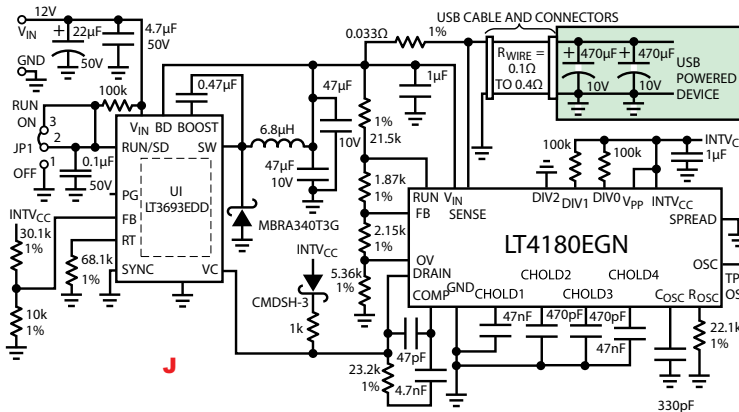 12V
VIN
22µF
50V
4.7µF
50V
GND
100k
RUN
ON
3
2
JP1
1
OFF
0.1µF
50V
INTVCC
30.1k
1%
10k
1%
68.1k
1%
VIN BD BOOST
RUN/SD SW
UI
LT3693EDD
PG
FB
RT
SYNC VC
0.47µF
6.8µH
47µF
10V
47µF
10V
MBRA340T3G
INTVCC
CMDSH-3
1k
0.033Ω
1%
1µF
1%
21.5k
1.87k
1%
2.15k
1%
5.36k
1%
USB CABLE AND CONNECTORS
RWIRE =
0.1Ω
TO 0.4Ω
470µF
10V
470µF
10V
USB
POWERED
DEVICE
100k
100k
INTVC
1µF
RUN VIN SENSE
FB
OV
DRAIN
COMP
GND
DIV2 DIV1 DIV0 VPP INTVCC
SPREAD
LT4180EGN
OSC
TP
OS
CHOLD1
CHOLD2
CHOLD3
CHOLD4
COSC ROSC
47nF
470pF
470pF
47nF
22.1k
1%
330pF
47pF
23.2k
1%
4.7nF
J